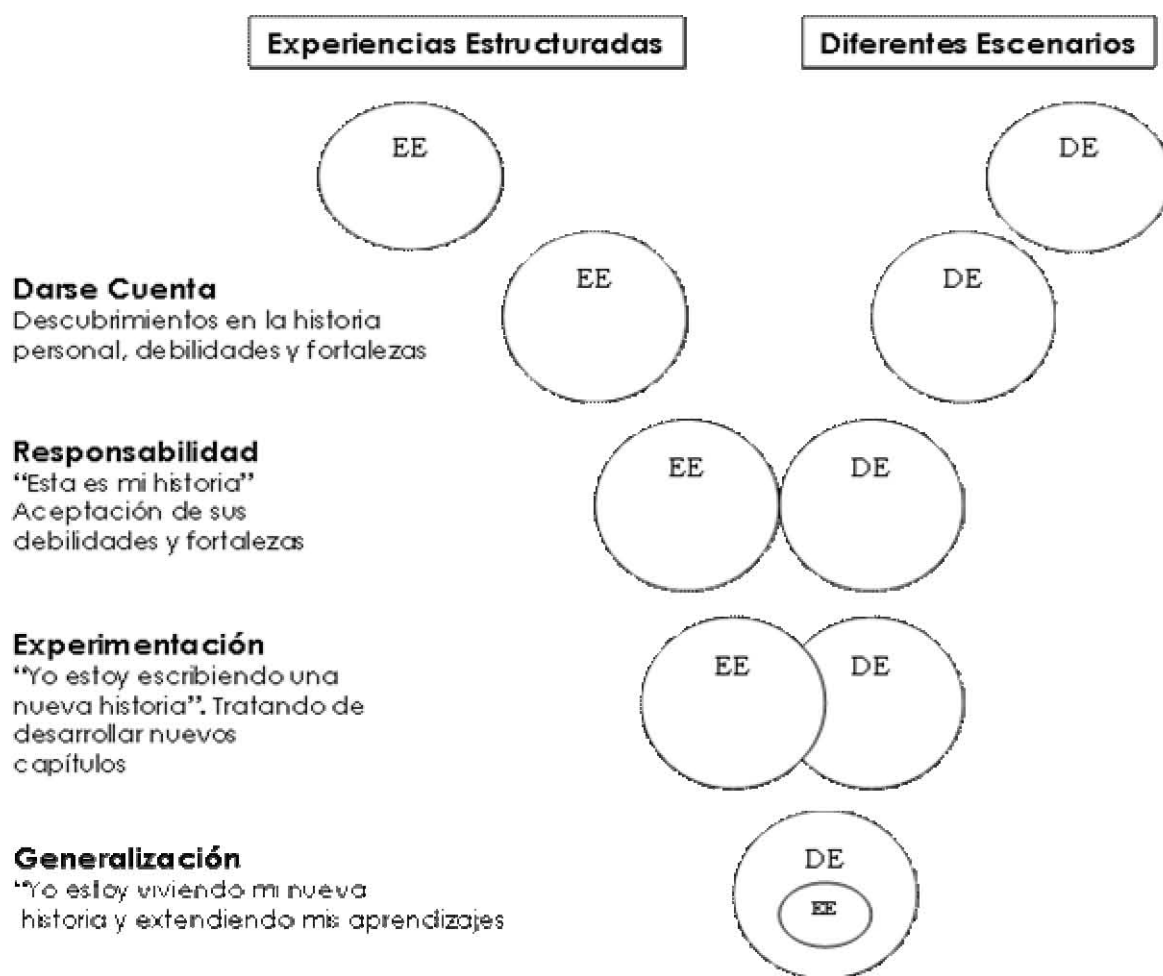 Experiencias Estructuradas
Diferentes Escenarios
EE
DE
EE
DE
Darse Cuenta
Descubrimientos en la historia
personal, debilidades y fortalezas
EE
DE
Responsabilidad
“Esta es mi historia”
Aceptación de sus
debilidades y fortalezas
EE
DE
Experimentación
“Yo estoy escribiendo una
nueva historia”. Tratando de
desarrollar nuevos
capítulos
DE
EE
Generalización
“Yo estoy viviendo mi nueva
historia y extendiendo mis aprendizajes